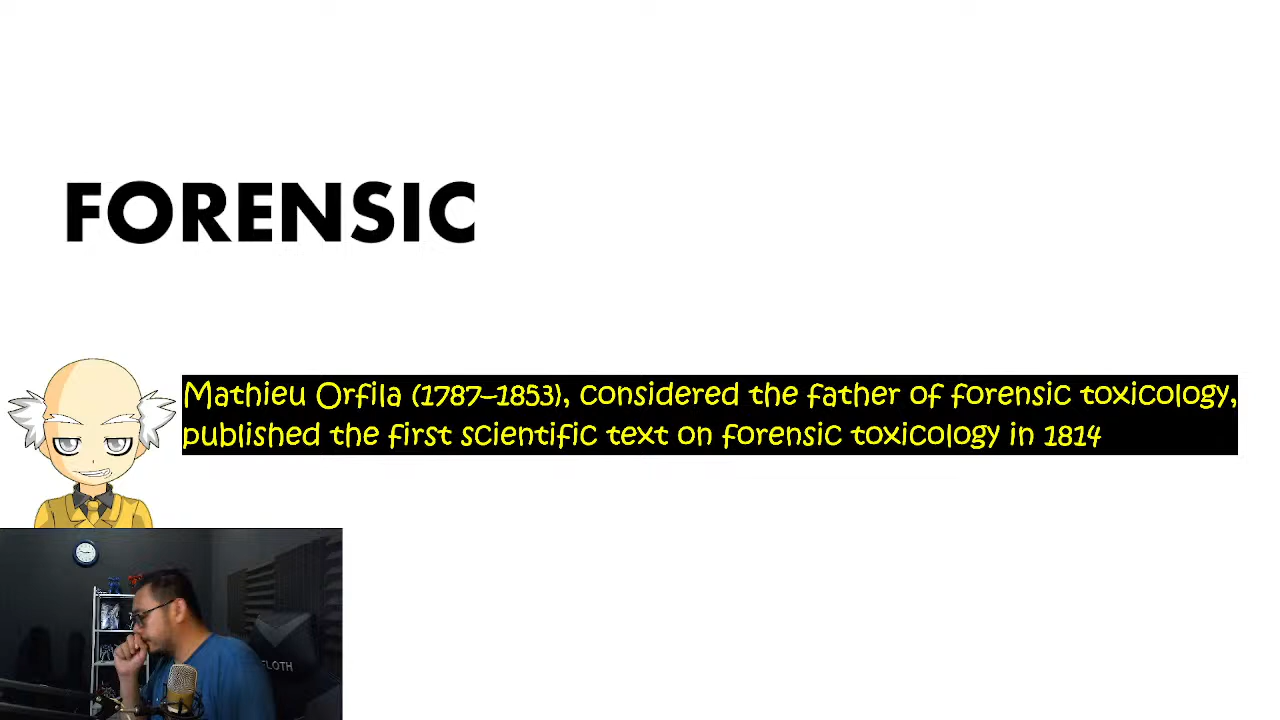 FORENSIC
Mathieu Orfila (1787–1853), considered the father of forensic toxicology,
published the first scientific text on forensic toxicology in 1814
FLOTH